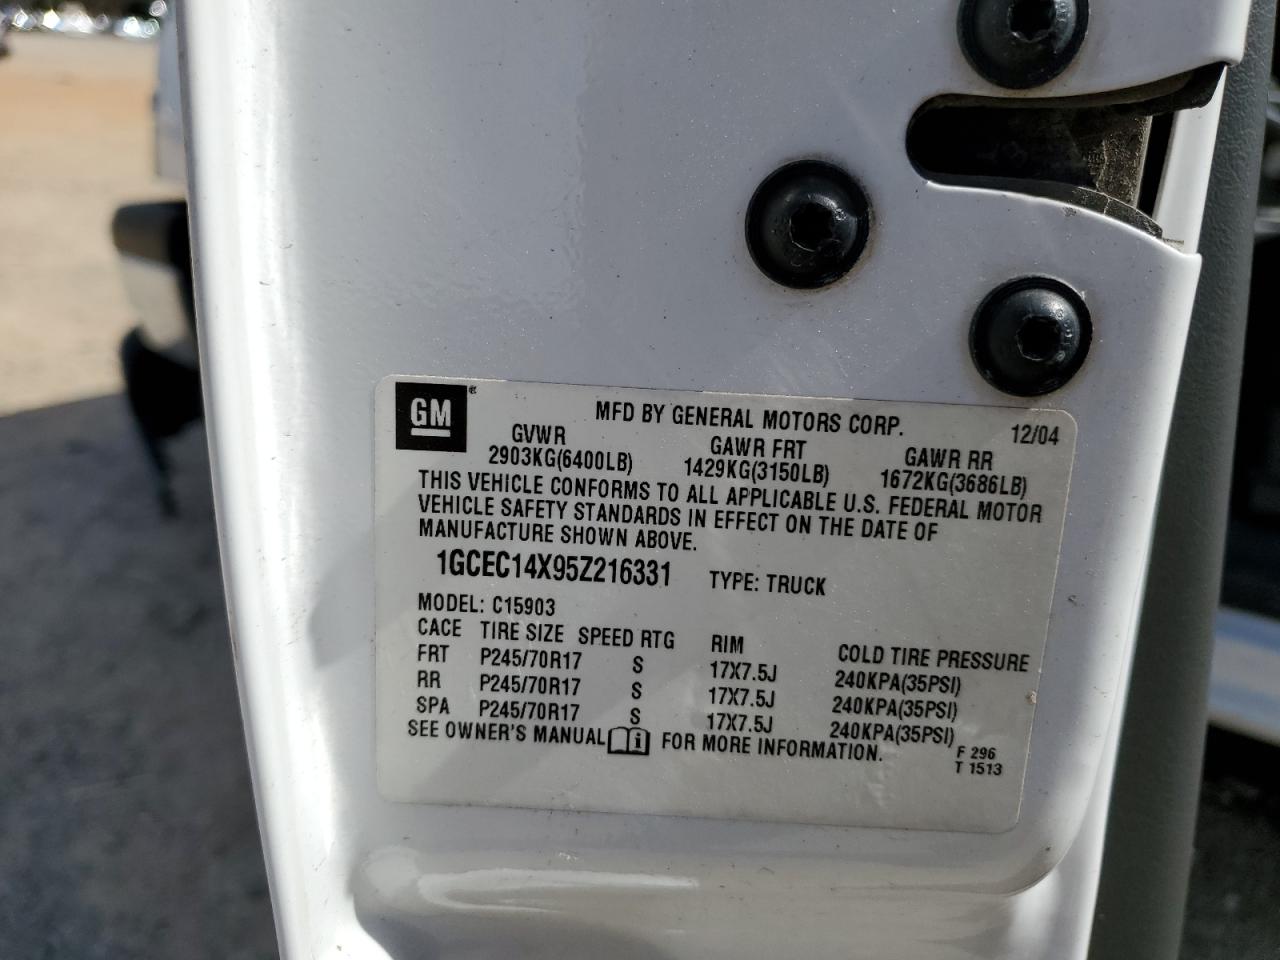 GM ® MFD BY GENERAL MOTORS CORP. 12/04
GVWR GAWR FRT GAWR RR
2903KG(6400LB) 1429KG(3150LB) 1672KG(3686LB)
THIS VEHICLE CONFORMS TO ALL APPLICABLE U.S. FEDERAL MOTOR
VEHICLE SAFETY STANDARDS IN EFFECT ON THE DATE OF
MANUFACTURE SHOWN ABOVE.
1GCEC14X95Z216331 TYPE: TRUCK
MODEL: C15903
CACE TIRE SIZE SPEED RTG RIM COLD TIRE PRESSURE
FRT P245/70R17 S 17X7.5J 240KPA(35PSI)
RR P245/70R17 S 17X7.5J 240KPA(35PSI)
SPA P245/70R17 S 17X7.5J 240KPA(35PSI)
SEE OWNER'S MANUAL i FOR MORE INFORMATION.
F 296
T 1513